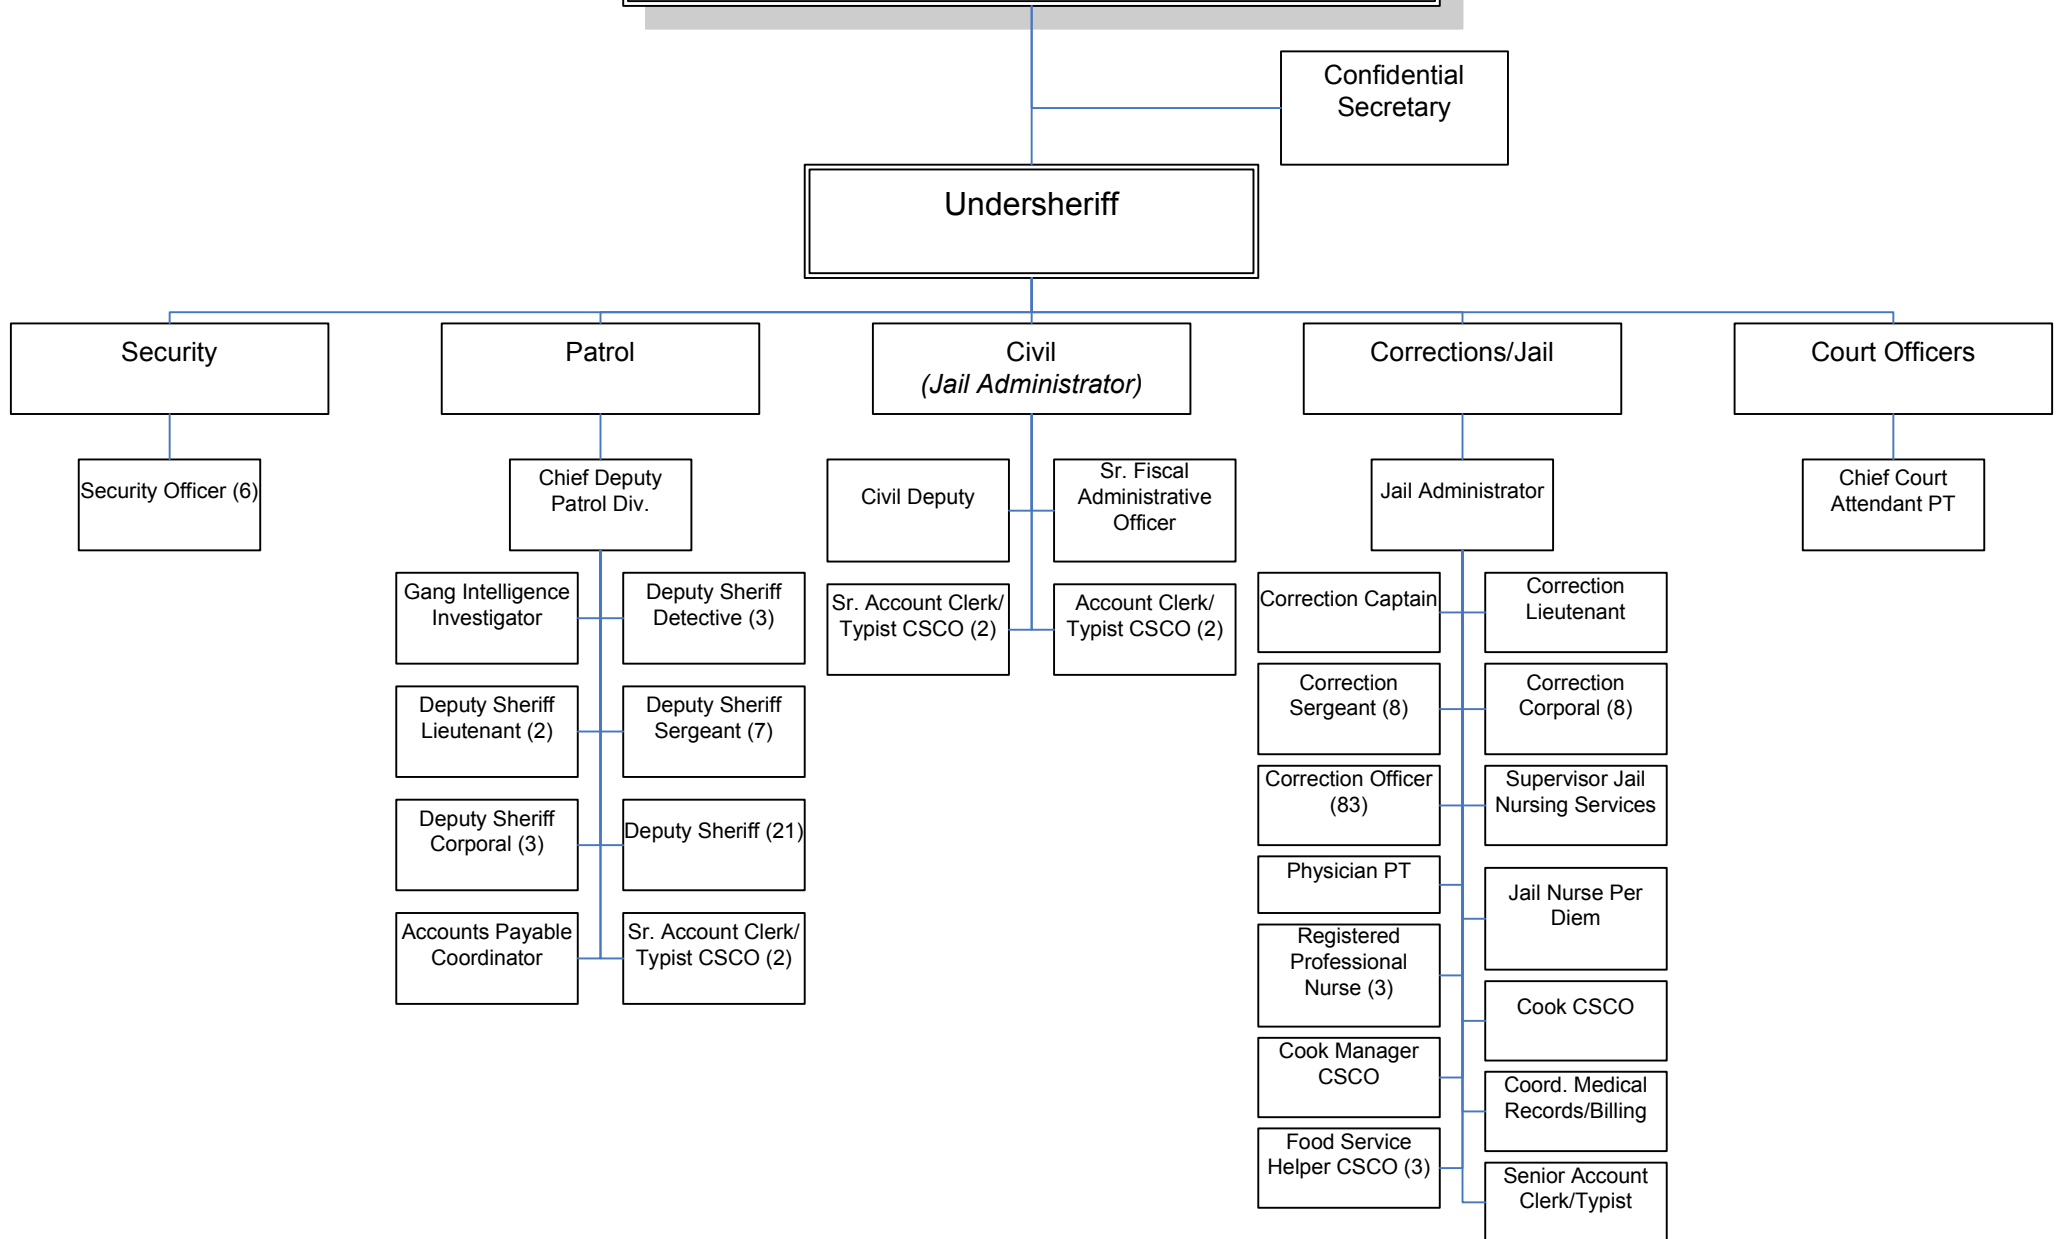 Confidential
Secretary
Undersheriff
Security
Patrol
Civil
(Jail Administrator)
Corrections/Jail
Court Officers
Security Officer (6)
Chief Deputy
Patrol Div.
Civil Deputy
Sr. Fiscal
Administrative
Officer
Jail Administrator
Chief Court
Attendant PT
Gang Intelligence
Investigator
Deputy Sheriff
Detective (3)
Sr. Account Clerk/
Typist CSCO (2)
Account Clerk/
Typist CSCO (2)
Correction Captain
Correction
Lieutenant
Deputy Sheriff
Lieutenant (2)
Deputy Sheriff
Sergeant (7)
Correction
Sergeant (8)
Correction
Corporal (8)
Deputy Sheriff
Corporal (3)
Deputy Sheriff (21)
Correction Officer
(83)
Supervisor Jail
Nursing Services
Physician PT
Jail Nurse Per
Diem
Accounts Payable
Coordinator
Sr. Account Clerk/
Typist CSCO (2)
Registered
Professional
Nurse (3)
Cook CSCO
Cook Manager
CSCO
Coord. Medical
Records/Billing
Food Service
Helper CSCO (3)
Senior Account
Clerk/Typist